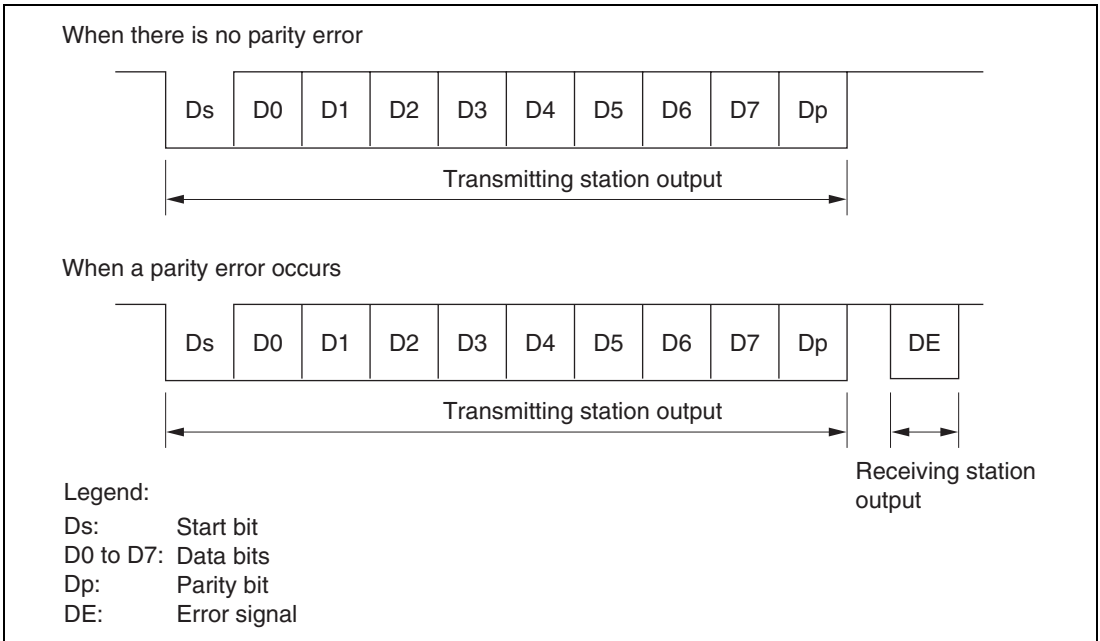 When there is no parity error
Ds D0 D1 D2 D3 D4 D5 D6 D7 Dp
Transmitting station output
When a parity error occurs
Ds D0 D1 D2 D3 D4 D5 D6 D7 Dp DE
Transmitting station output
Receiving station
output
Legend:
Ds: Start bit
D0 to D7: Data bits
Dp: Parity bit
DE: Error signal